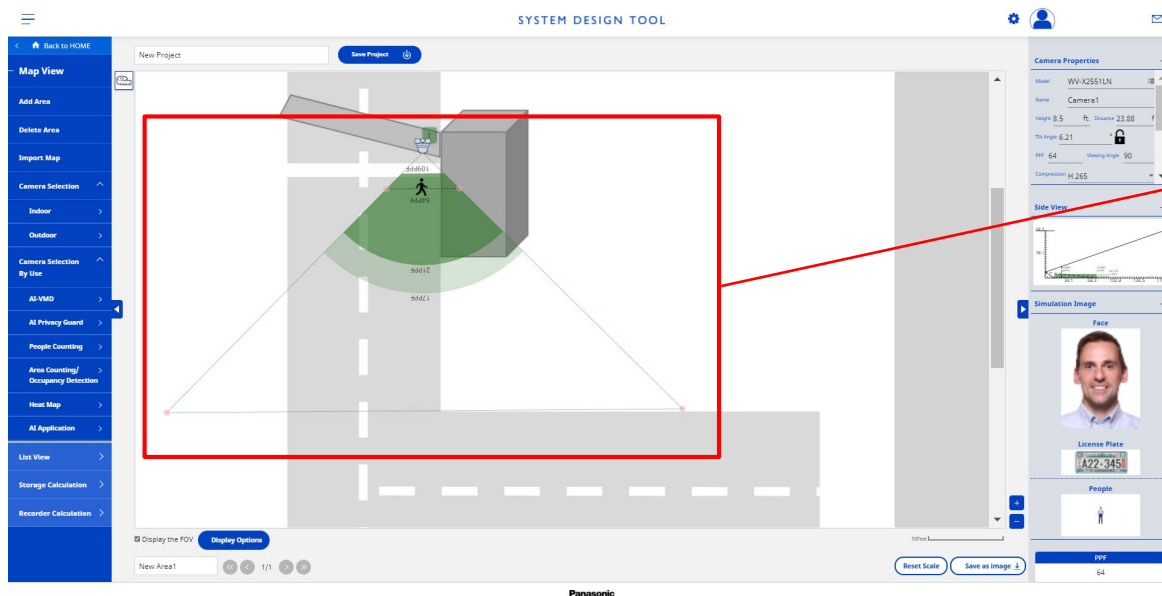 SYSTEM DESIGN TOOL
Back to HOME
Map View
Add Area
Delete Area
Import Map
Camera Selection
Indoor
Outdoor
Camera Selection
By Use
AI-VMD
AI Privacy Guard
People Counting
Area Counting/
Occupancy Detection
Heat Map
AI Application
List View
Storage Calculation
Recorder Calculation
New Project
Save Project
1
109PPF
64PPF
21PPF
17PPF
Display the FOV
Display Options
50Feet
New Area1
1/1
Reset Scale
Save as image
Camera Properties
Model WV-X2551LN
Name Camera1
Height 8.5 ft. Distance 23.88 f
Tilt Angle 6.21 °
PPF 64 Viewing Angle 90
Compression H.265
Side View
Simulation Image
Face
License Plate
A22-345
People
PPF
64
Panasonic